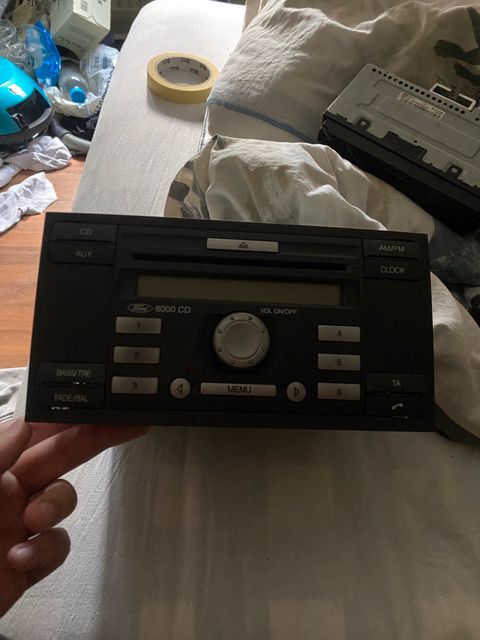 CD
AUX
AM/FM
CLOCK
Ford 6000 CD
VOL ON/OFF
1
2
3
4
5
6
BASS/TRE
FADE/BAL
MENU
TA